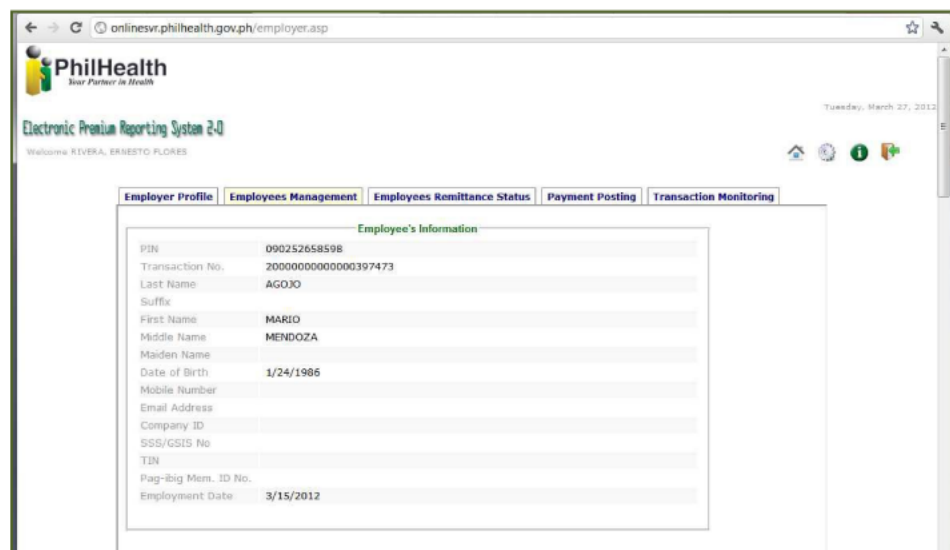 onlinesvr.philhealth.gov.ph/employer.asp
PhilHealth
Your Partner in Health
Tuesday, March 27, 2012
Electronic Premium Reporting System 2.0
Welcome RIVERA, ERNESTO FLORES
Employer Profile Employees Management Employees Remittance Status Payment Posting Transaction Monitoring
Employee's Information
PIN 090252658598
Transaction No. 20000000000000397473
Last Name AGOJO
Suffix
First Name MARIO
Middle Name MENDOZA
Maiden Name
Date of Birth 1/24/1986
Mobile Number
Email Address
Company ID
SSS/GSIS No
TIN
Pag-ibig Mem. ID No.
Employment Date 3/15/2012